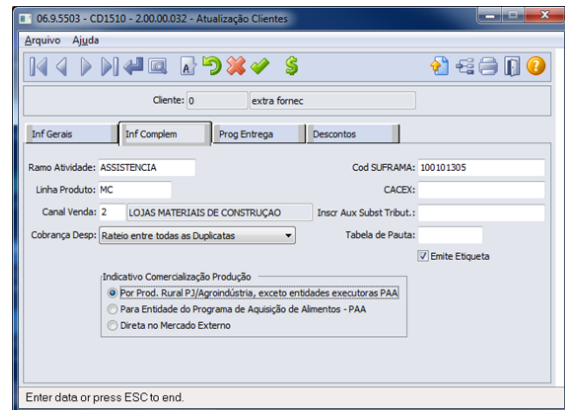 06.9.5503 - CD1510 - 2.00.00.032 - Atualização Clientes
Arquivo Ajuda
Cliente: 0 extra fornec
Inf Gerais Inf Complem Prog Entrega Descontos
Ramo Atividade: ASSISTENCIA Cod SUFRAMA: 100101305
Linha Produto: MC CACEX:
Canal Venda: 2 LOJAS MATERIAIS DE CONSTRUÇAO Inscr Aux Subst Tribut.:
Cobrança Desp: Rateio entre todas as Duplicatas Tabela de Pauta:
Emite Etiqueta
Indicativo Comercialização Produção
Por Prod. Rural PJ/Agroindústria, exceto entidades executoras PAA
Para Entidade do Programa de Aquisição de Alimentos - PAA
Direta no Mercado Externo
Enter data or press ESC to end.